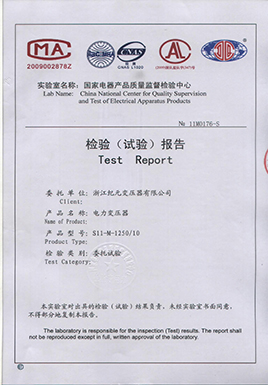 MA
2009002878Z
CNAS L1020
AL
实验室名称: 国家电器产品质量监督检验中心
Lab Name: China National Center for Quality Supervision
and Test of Electrical Apparatus Products
№ 11M0176-S
检验（试验）报告
Test Report
委托单位: 浙江纪元变压器有限公司
Client:
产品名称: 电力变压器
Name of Product:
产品型号: S11-M-1250/10
Product Type:
检验类别: 委托试验
Test Category:
本实验室对出具的检验（试验）结果负责。未经实验室书面同意,
不得部分地复制本报告。
The laboratory is responsible for the inspection (Test) results. The report shall
not be reproduced except in full, written approval of the laboratory.